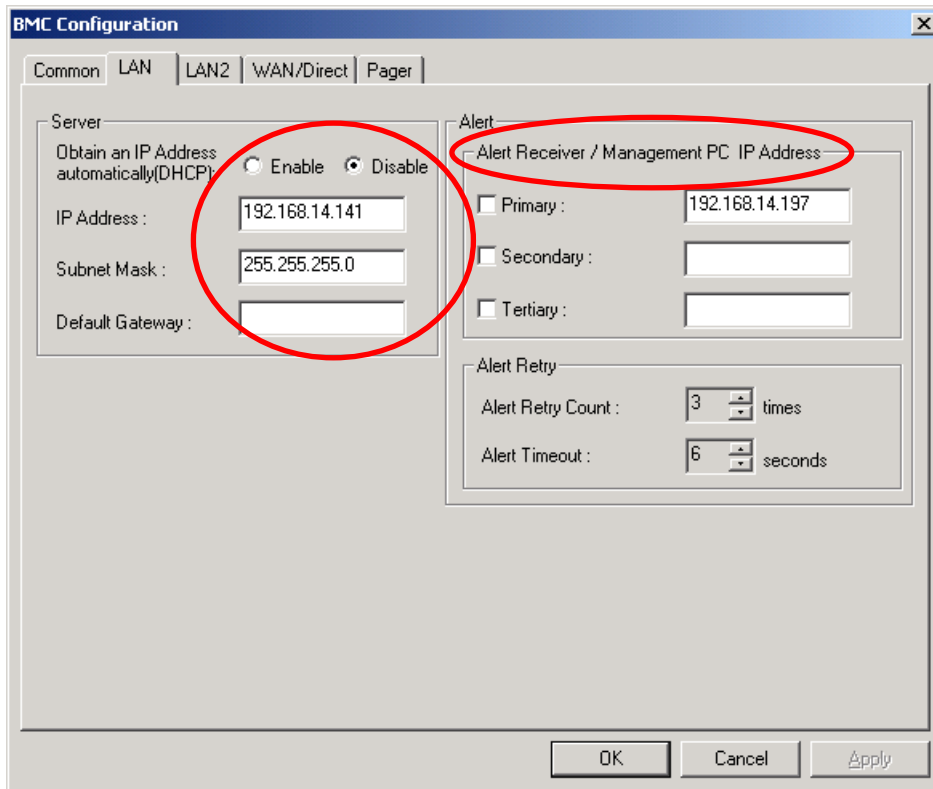 BMC Configuration
Common LAN LAN2 WAN/Direct Pager
Server
Obtain an IP Address
automatically(DHCP):
Enable Disable
IP Address : 192.168.14.141
Subnet Mask : 255.255.255.0
Default Gateway :
Alert
Alert Receiver / Management PC IP Address
Primary : 192.168.14.197
Secondary :
Tertiary :
Alert Retry
Alert Retry Count : 3 times
Alert Timeout : 6 seconds
OK Cancel Apply